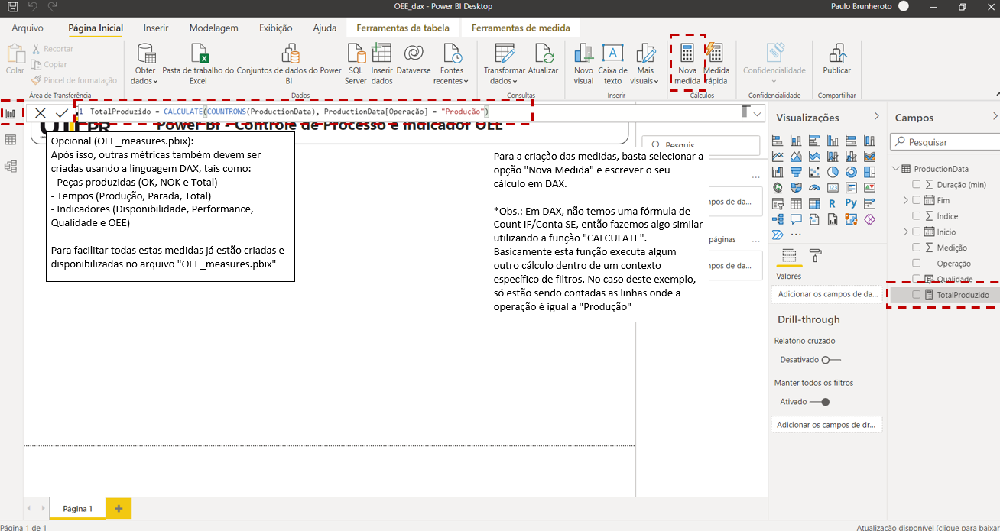 OEE_dax - Power BI Desktop
Paulo Brunheroto
Arquivo
Página Inicial
Inserir
Modelagem
Exibição
Ajuda
Ferramentas da tabela
Ferramentas de medida
Colar
Recortar
Copiar
Pincel de formatação
Área de Transferência
Obter
dados
Pasta de trabalho do
Excel
Conjuntos de dados do Power
BI
SQL
Server
Inserir
dados
Dataverse
Fontes
recentes
Dados
Transformar
dados
Atualizar
Consultas
Novo
visual
Caixa de
texto
Mais
visuais
Inserir
Nova
medida
Medida
rápida
Cálculos
Confidencialidade
Confidencialidade
Publicar
Compartilhar
1 TotalProduzido = CALCULATE(COUNTROWS(ProductionData), ProductionData[Operação] = "Produção")
Power BI - Controle de Processo e Indicador OEE
Opcional (OEE_measures.pbix):
Após isso, outras métricas também devem ser
criadas usando a linguagem DAX, tais como:
- Peças produzidas (OK, NOK e Total)
- Tempos (Produção, Parada, Total)
- Indicadores (Disponibilidade, Performance,
Qualidade e OEE)
Para facilitar todas estas medidas já estão criadas e
disponibilizadas no arquivo "OEE_measures.pbix"
Pesquis
Para a criação das medidas, basta selecionar a
opção "Nova Medida" e escrever o seu
cálculo em DAX.
*Obs.: Em DAX, não temos uma fórmula de
Count IF/Conta SE, então fazemos algo similar
utilizando a função "CALCULATE".
Basicamente esta função executa algum
outro cálculo dentro de um contexto
específico de filtros. No caso deste exemplo,
só estão sendo contadas as linhas onde a
operação é igual a "Produção"
...
pos de da...
páginas ...
pos de da...
Visualizações
R
Py
...
Valores
Adicionar os campos de da...
Drill-through
Relatório cruzado
Desativado
Manter todos os filtros
Ativado
Adicionar os campos de dr...
Campos
Pesquisar
ProductionData
Duração (min)
Fim
Índice
Inicio
Medição
Operação
Qualidade
TotalProduzido
Página 1
Página 1 de 1
Atualização disponível (clique para baixar